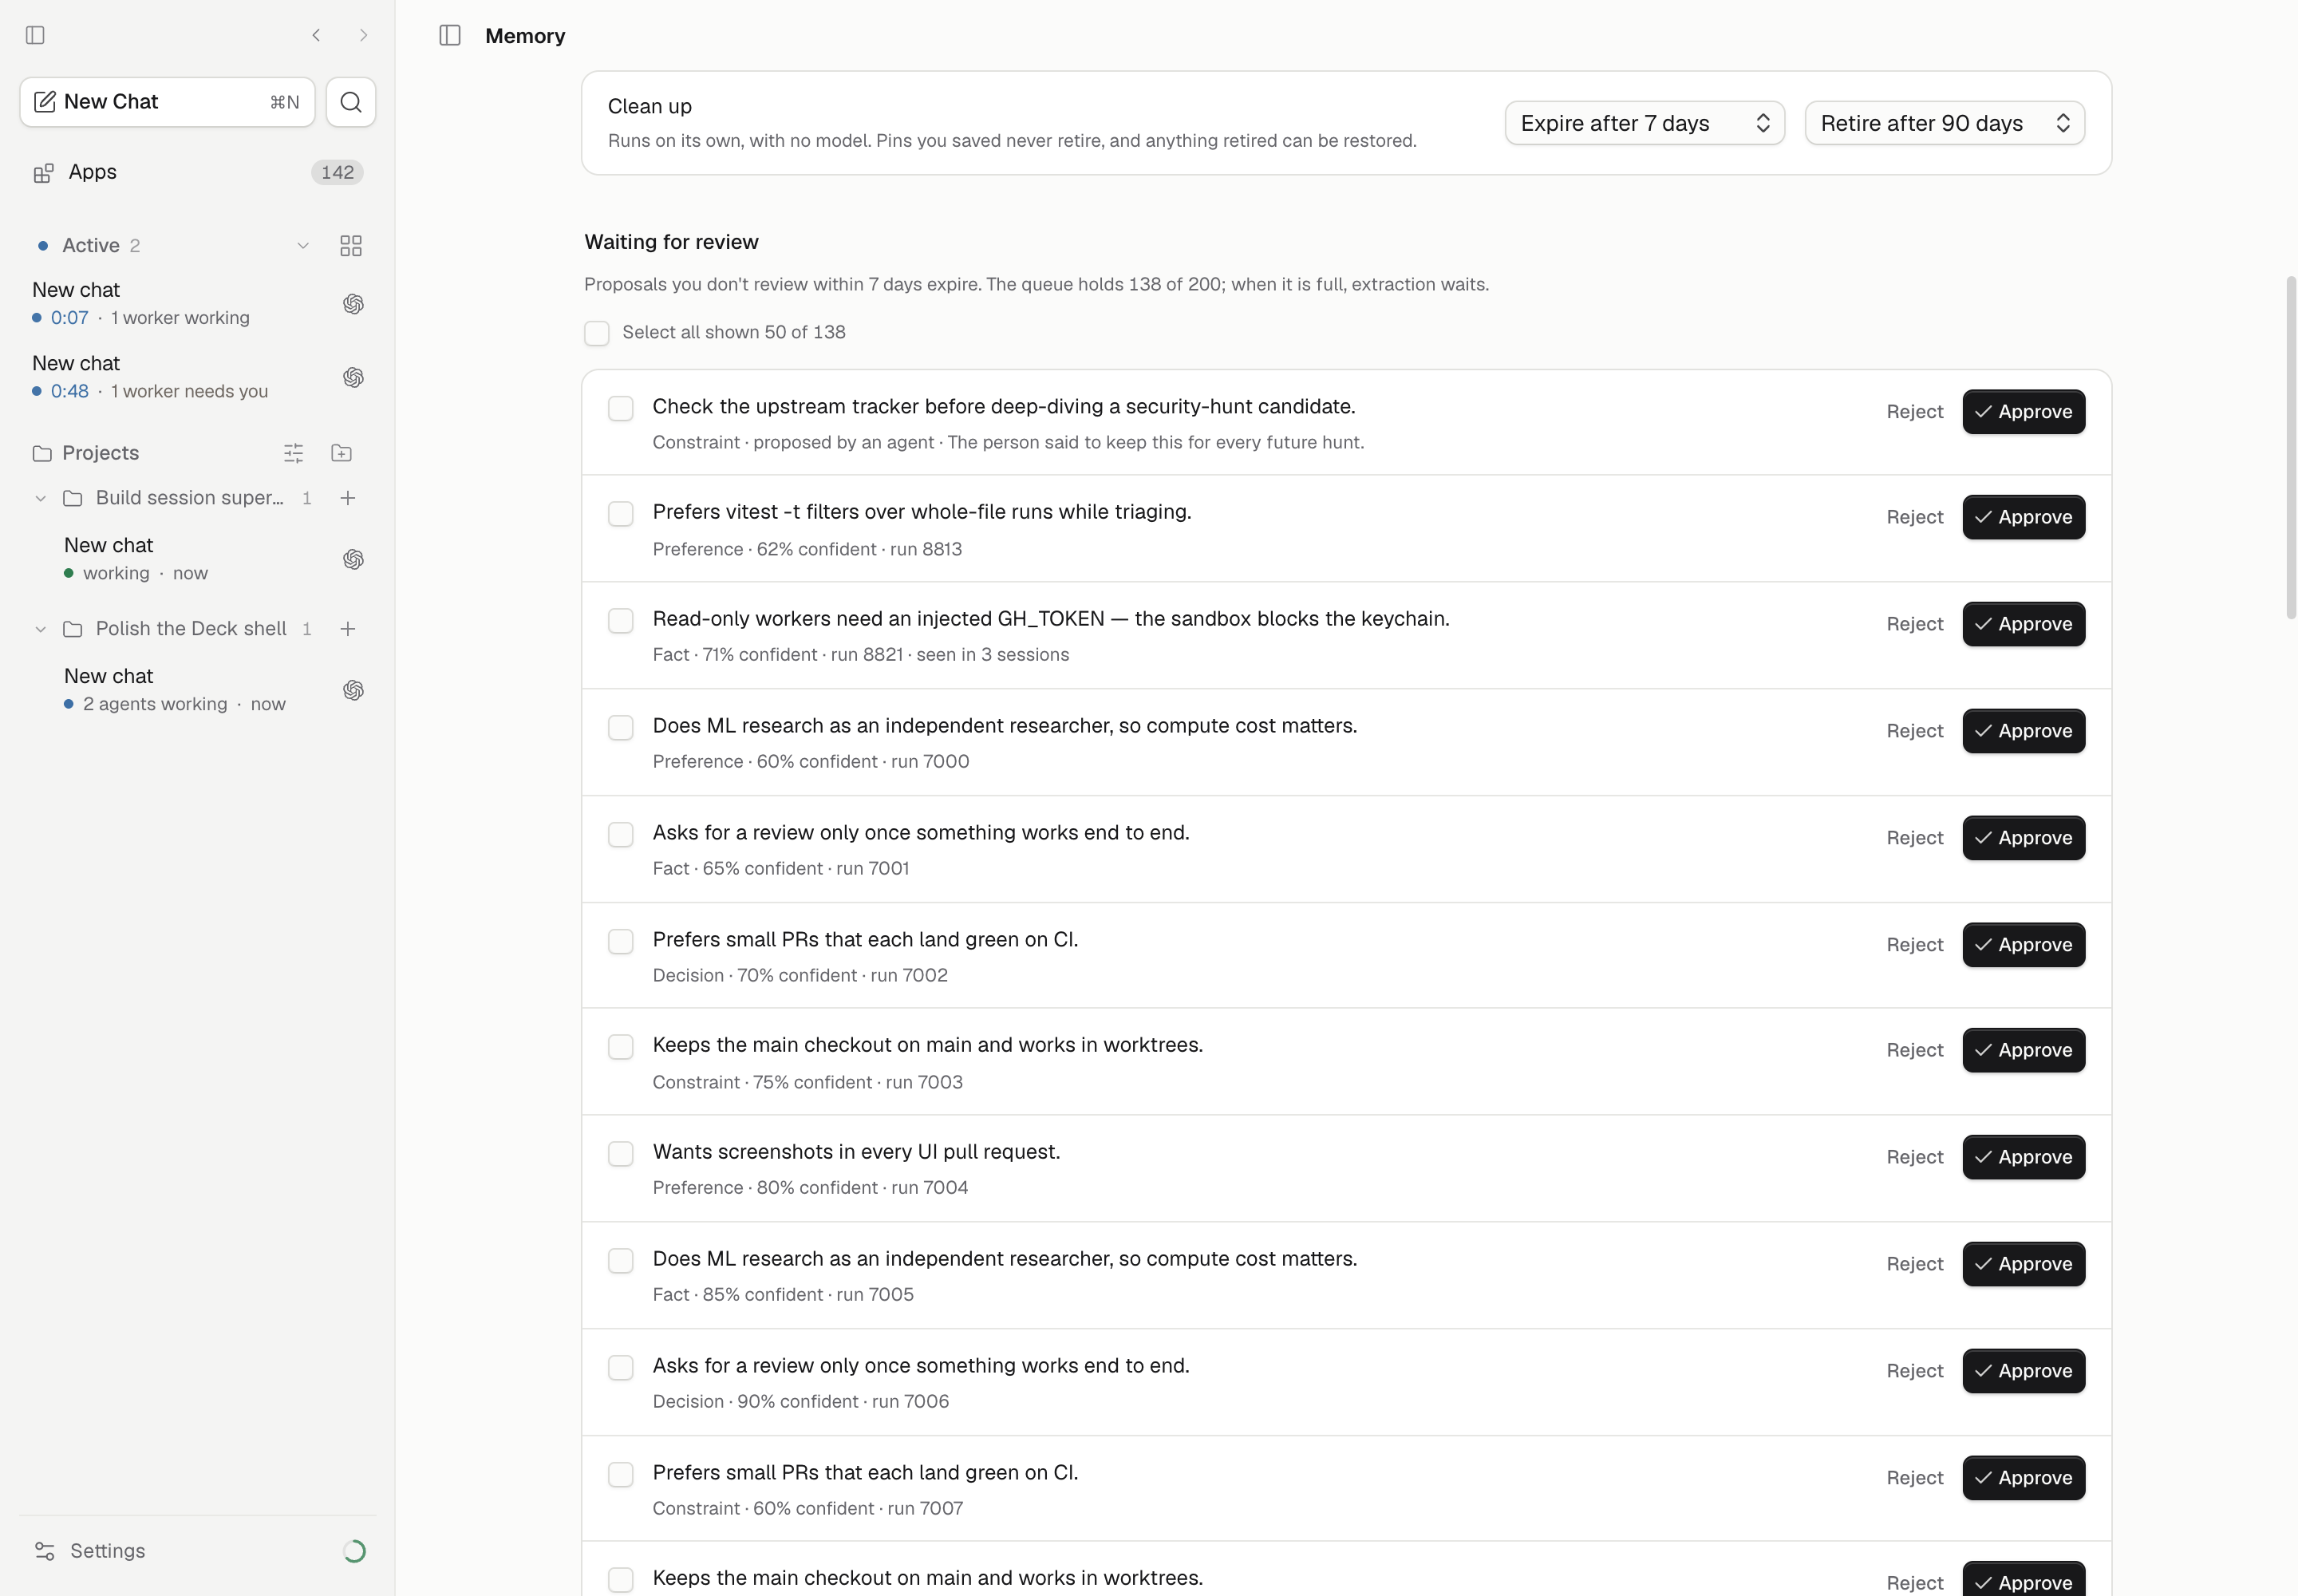 Memory
New Chat ⌘N
Apps 142
Active 2
New chat
0:07 · 1 worker working
New chat
0:48 · 1 worker needs you
Projects
Build session super... 1
New chat
working · now
Polish the Deck shell 1
New chat
2 agents working · now
Settings
Clean up
Runs on its own, with no model. Pins you saved never retire, and anything retired can be restored.
Expire after 7 days
Retire after 90 days
Waiting for review
Proposals you don't review within 7 days expire. The queue holds 138 of 200; when it is full, extraction waits.
Select all shown 50 of 138
Check the upstream tracker before deep-diving a security-hunt candidate.
Constraint · proposed by an agent · The person said to keep this for every future hunt.
Reject Approve
Prefers vitest -t filters over whole-file runs while triaging.
Preference · 62% confident · run 8813
Reject Approve
Read-only workers need an injected GH_TOKEN — the sandbox blocks the keychain.
Fact · 71% confident · run 8821 · seen in 3 sessions
Reject Approve
Does ML research as an independent researcher, so compute cost matters.
Preference · 60% confident · run 7000
Reject Approve
Asks for a review only once something works end to end.
Fact · 65% confident · run 7001
Reject Approve
Prefers small PRs that each land green on CI.
Decision · 70% confident · run 7002
Reject Approve
Keeps the main checkout on main and works in worktrees.
Constraint · 75% confident · run 7003
Reject Approve
Wants screenshots in every UI pull request.
Preference · 80% confident · run 7004
Reject Approve
Does ML research as an independent researcher, so compute cost matters.
Fact · 85% confident · run 7005
Reject Approve
Asks for a review only once something works end to end.
Decision · 90% confident · run 7006
Reject Approve
Prefers small PRs that each land green on CI.
Constraint · 60% confident · run 7007
Reject Approve
Keeps the main checkout on main and works in worktrees.
Reject Approve